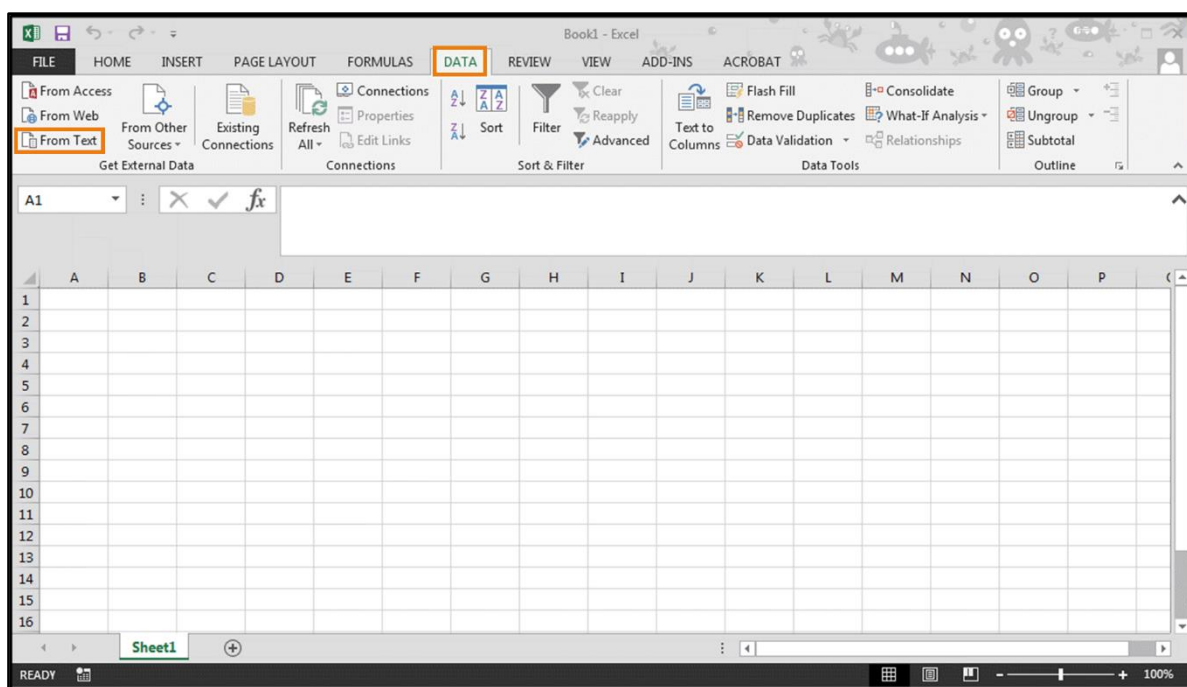 Book1 - Excel
FILE HOME INSERT PAGE LAYOUT FORMULAS DATA REVIEW VIEW ADD-INS ACROBAT
From Access
From Web
From Text
From Other
Sources
Existing
Connections
Get External Data
Refresh
All
Connections
Properties
Edit Links
Connections
Sort
Filter
Clear
Reapply
Advanced
Sort & Filter
Text to
Columns
Flash Fill
Remove Duplicates
Data Validation
Consolidate
What-If Analysis
Relationships
Data Tools
Group
Ungroup
Subtotal
Outline
A1
fx
A B C D E F G H I J K L M N O P
1
2
3
4
5
6
7
8
9
10
11
12
13
14
15
16
Sheet1
READY 100%